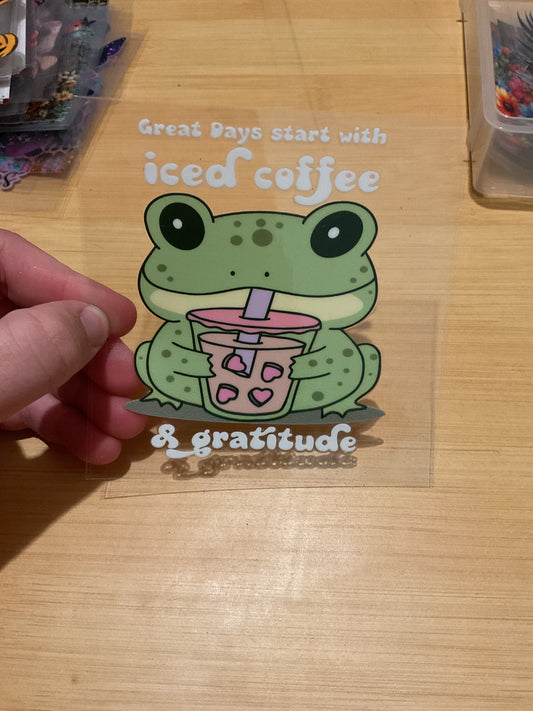 Great Days start with
iced coffee
& gratitude